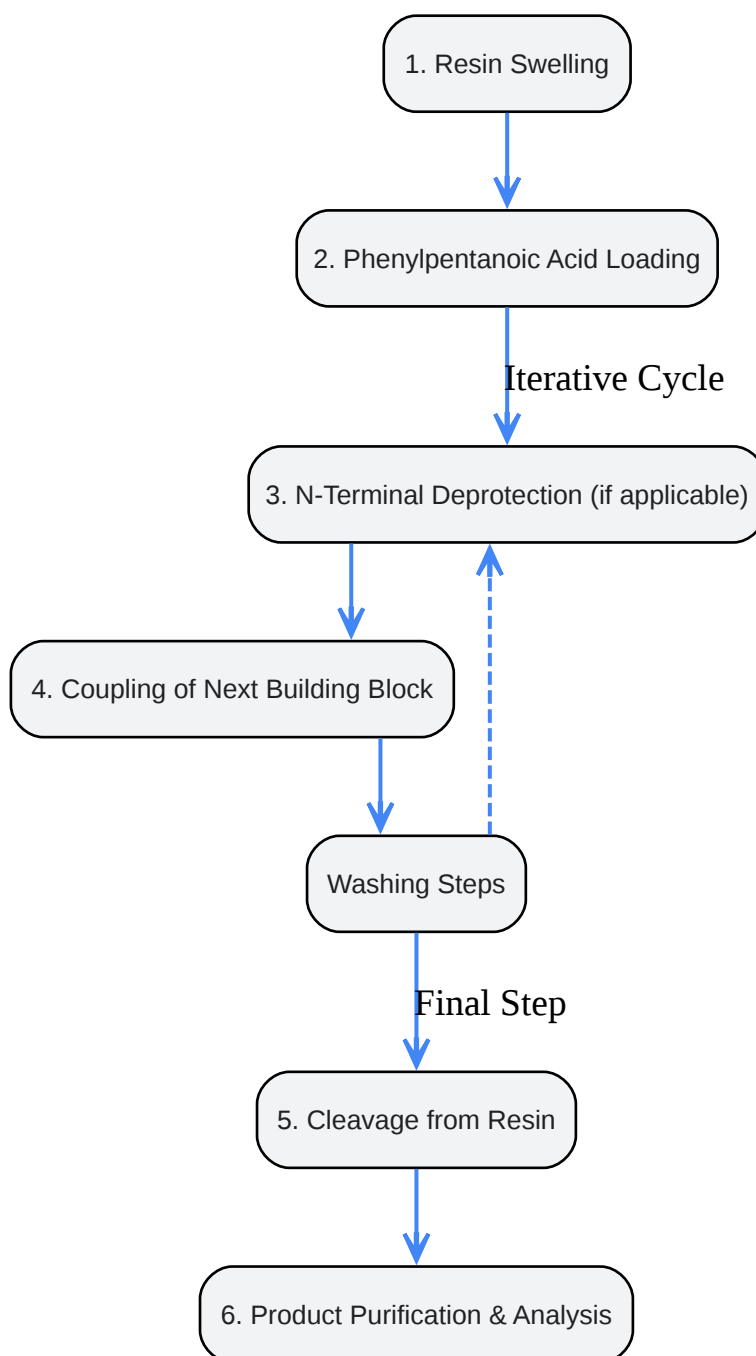 1. Resin Swelling
2. Phenylpentanoic Acid Loading
Iterative Cycle
3. N-Terminal Deprotection (if applicable)
4. Coupling of Next Building Block
Washing Steps
Final Step
5. Cleavage from Resin
6. Product Purification & Analysis